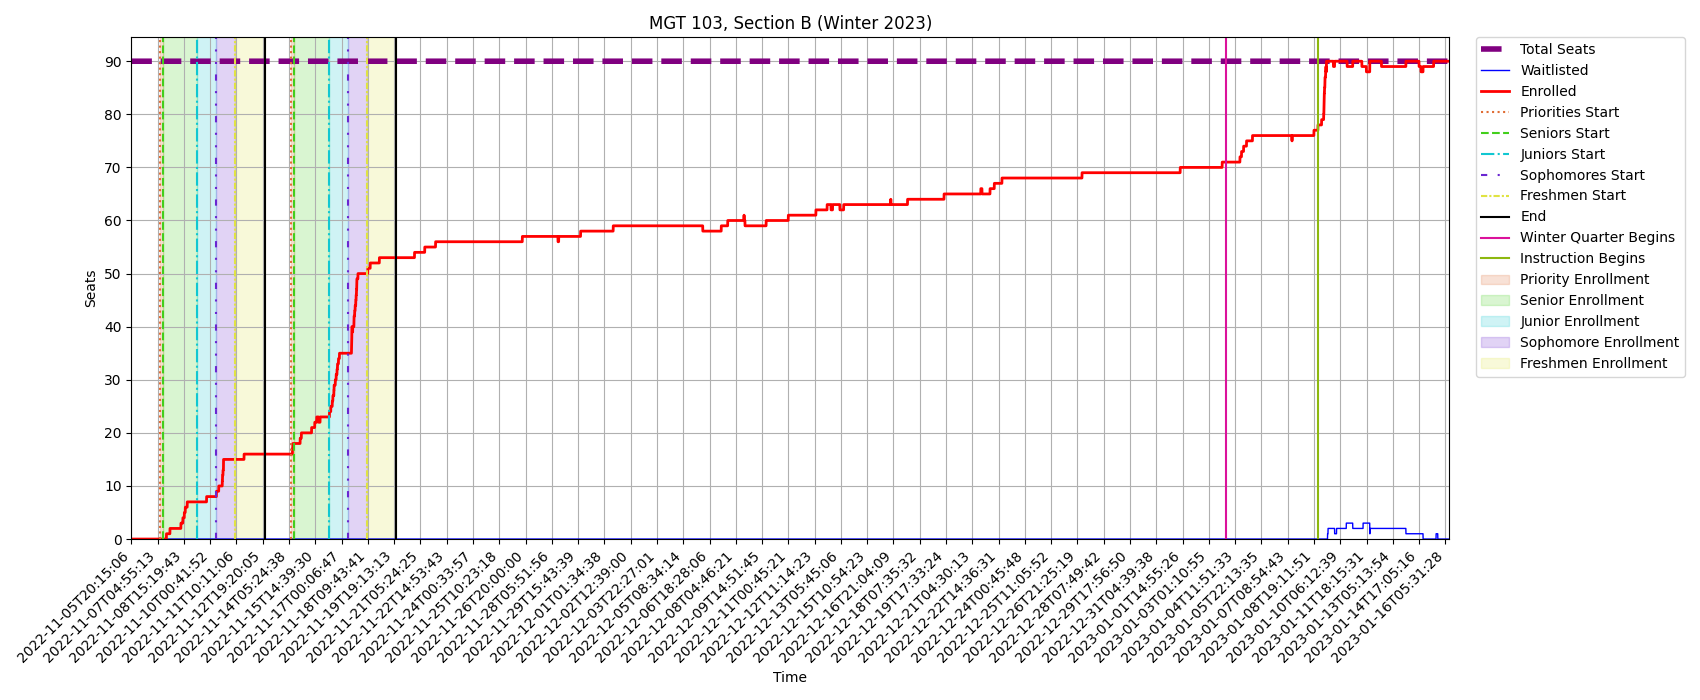 MGT 103, Section B (Winter 2023)
90
80
70
60
50
40
30
20
10
0
Seats
2022-11-05T20:15:06
2022-11-07T04:55:13
2022-11-08T15:19:43
2022-11-10T00:41:52
2022-11-11T10:11:06
2022-11-12T19:20:05
2022-11-14T05:24:38
2022-11-15T14:39:30
2022-11-17T00:06:47
2022-11-18T09:43:41
2022-11-19T19:13:13
2022-11-21T05:24:25
2022-11-22T14:53:43
2022-11-24T00:33:57
2022-11-25T10:23:18
2022-11-26T20:00:00
2022-11-28T05:51:56
2022-11-29T15:43:39
2022-12-01T01:34:38
2022-12-02T12:39:00
2022-12-03T22:27:01
2022-12-05T08:34:14
2022-12-06T18:28:06
2022-12-08T04:46:21
2022-12-09T14:51:45
2022-12-11T00:45:21
2022-12-12T11:14:23
2022-12-13T05:45:06
2022-12-15T10:54:23
2022-12-16T21:04:09
2022-12-18T07:35:32
2022-12-19T17:33:24
2022-12-21T04:30:13
2022-12-22T14:36:31
2022-12-24T00:45:48
2022-12-25T11:05:52
2022-12-26T21:25:19
2022-12-28T07:49:42
2022-12-29T17:56:50
2022-12-31T04:39:38
2023-01-01T14:55:26
2023-01-03T01:10:55
2023-01-04T11:51:33
2023-01-05T22:13:35
2023-01-07T08:54:43
2023-01-08T19:11:51
2023-01-10T06:12:39
2023-01-11T18:15:31
2023-01-13T05:13:54
2023-01-14T17:05:16
2023-01-16T05:31:28
Time
Total Seats
Waitlisted
Enrolled
Priorities Start
Seniors Start
Juniors Start
Sophomores Start
Freshmen Start
End
Winter Quarter Begins
Instruction Begins
Priority Enrollment
Senior Enrollment
Junior Enrollment
Sophomore Enrollment
Freshmen Enrollment